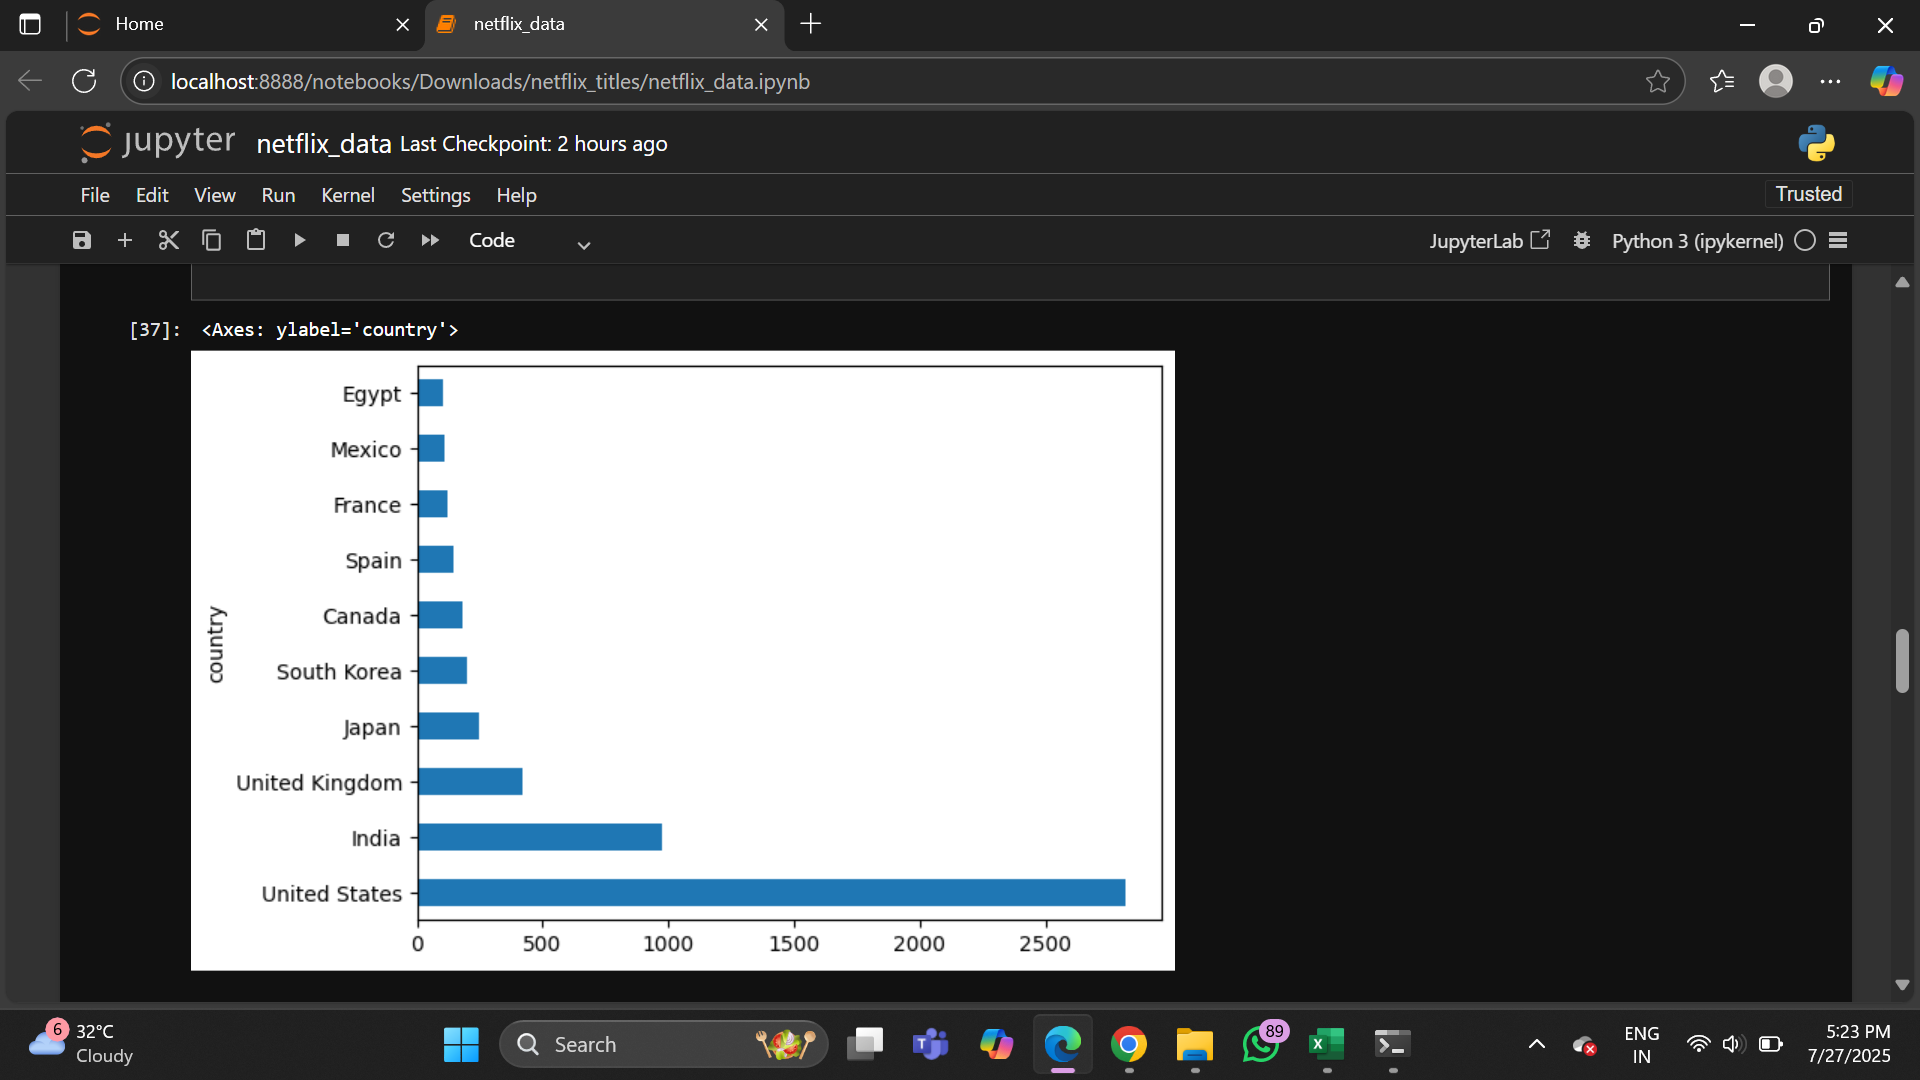 Home
netflix_data
localhost:8888/notebooks/Downloads/netflix_titles/netflix_data.ipynb
jupyter netflix_data Last Checkpoint: 2 hours ago
File Edit View Run Kernel Settings Help
Trusted
Code
JupyterLab
Python 3 (ipykernel)
[37]: <Axes: ylabel='country'>
Egypt
Mexico
France
Spain
Canada
country
South Korea
Japan
United Kingdom
India
United States
0 500 1000 1500 2000 2500
6
32°C
Cloudy
Search
T
89
X
ENG
IN
5:23 PM
7/27/2025